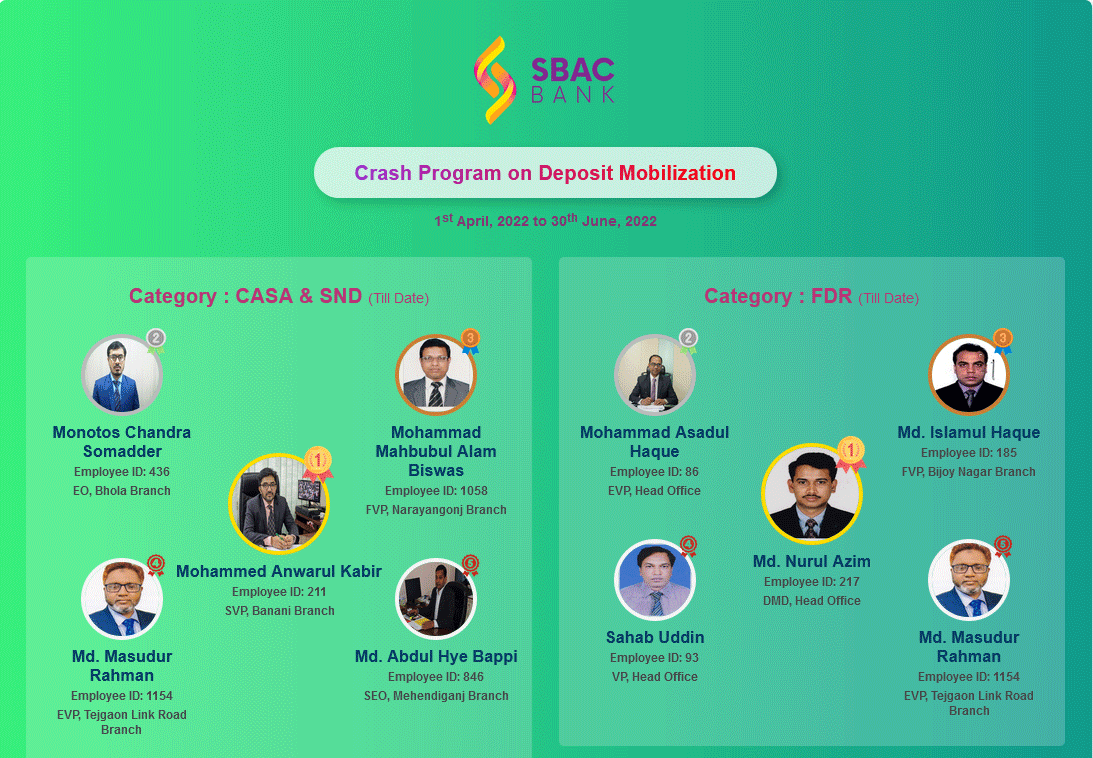 SBAC
BANK
Crash Program on Deposit Mobilization
1st April, 2022 to 30th June, 2022
Category : CASA & SND (Till Date)
2
Monotos Chandra
Somadder
Employee ID: 436
EO, Bhola Branch
3
Mohammad
Mahbubul Alam
Biswas
Employee ID: 1058
FVP, Narayangonj Branch
1
Mohammed Anwarul Kabir
Employee ID: 211
SVP, Banani Branch
4
Md. Masudur
Rahman
Employee ID: 1154
EVP, Tejgaon Link Road
Branch
5
Md. Abdul Hye Bappi
Employee ID: 846
SEO, Mehendiganj Branch
Category : FDR (Till Date)
2
Mohammad Asadul
Haque
Employee ID: 86
EVP, Head Office
3
Md. Islamul Haque
Employee ID: 185
FVP, Bijoy Nagar Branch
1
Md. Nurul Azim
Employee ID: 217
DMD, Head Office
4
Sahab Uddin
Employee ID: 93
VP, Head Office
5
Md. Masudur
Rahman
Employee ID: 1154
EVP, Tejgaon Link Road
Branch